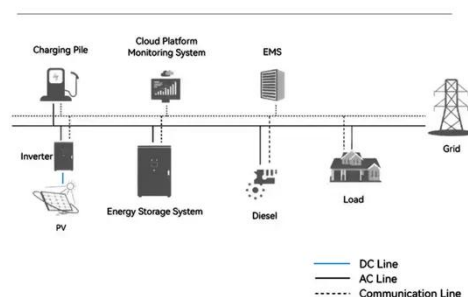 Charging Pile
Cloud Platform
Monitoring System
EMS
Grid
Inverter
PV
Energy Storage System
Diesel
Load
DC Line
AC Line
Communication Line